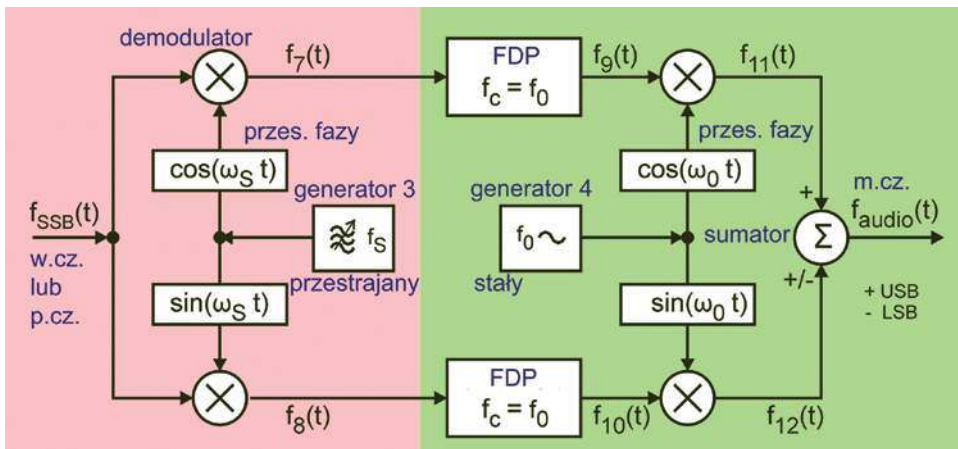 demodulator
f7(t)
FDP
fc = f0
f9(t)
f11(t)
przes. fazy
cos(ωS t)
przes. fazy
cos(ω0 t)
generator 3
fS
przestrajany
generator 4
f0 ~
stały
fSSB(t)
w.cz.
lub
p.cz.
+
m.cz.
faudio(t)
sumator
Σ
+/-
+ USB
- LSB
sin(ωS t)
sin(ω0 t)
f8(t)
FDP
fc = f0
f10(t)
f12(t)